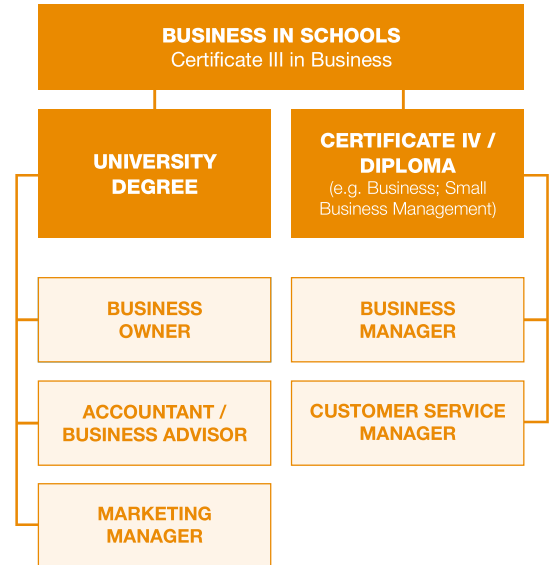 BUSINESS IN SCHOOLS
Certificate III in Business
UNIVERSITY
DEGREE
CERTIFICATE IV /
DIPLOMA
(e.g. Business; Small
Business Management)
BUSINESS
OWNER
BUSINESS
MANAGER
ACCOUNTANT /
BUSINESS ADVISOR
CUSTOMER SERVICE
MANAGER
MARKETING
MANAGER